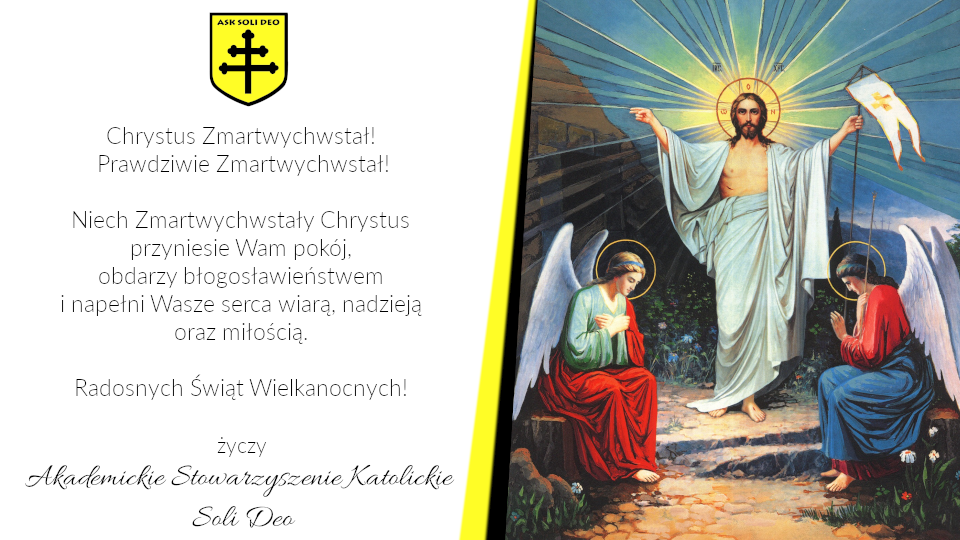 ASK SOLI DEO
Chrystus Zmartwychwstał!
Prawdziwie Zmartwychwstał!
Niech Zmartwychwstały Chrystus
przyniesie Wam pokój,
obdarzy błogosławieństwem
i napełni Wasze serca wiarą, nadzieją
oraz miłością.
Radosnych Świąt Wielkanocnych!
życzy
Akademickie Stowarzyszenie Katolickie
Soli Deo